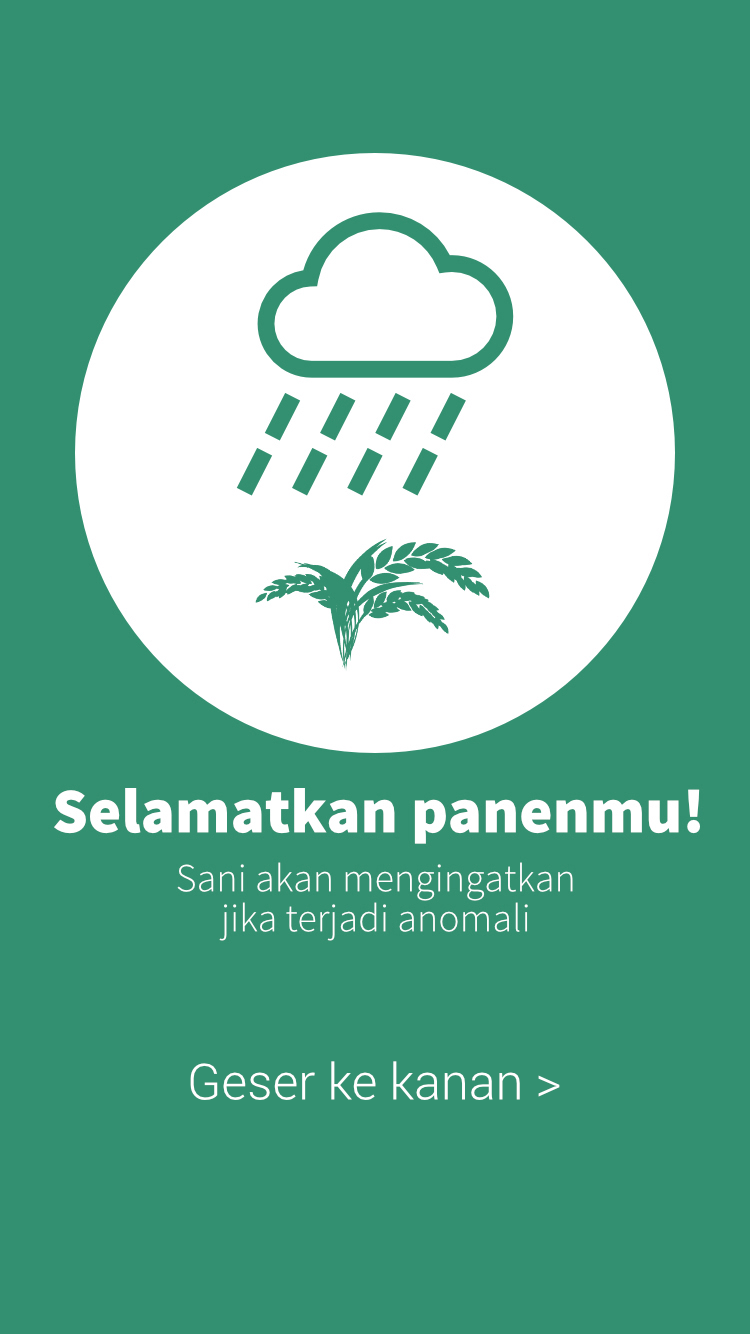 Selamatkan panenmu!
Sani akan mengingatkan
jika terjadi anomali
Geser ke kanan >